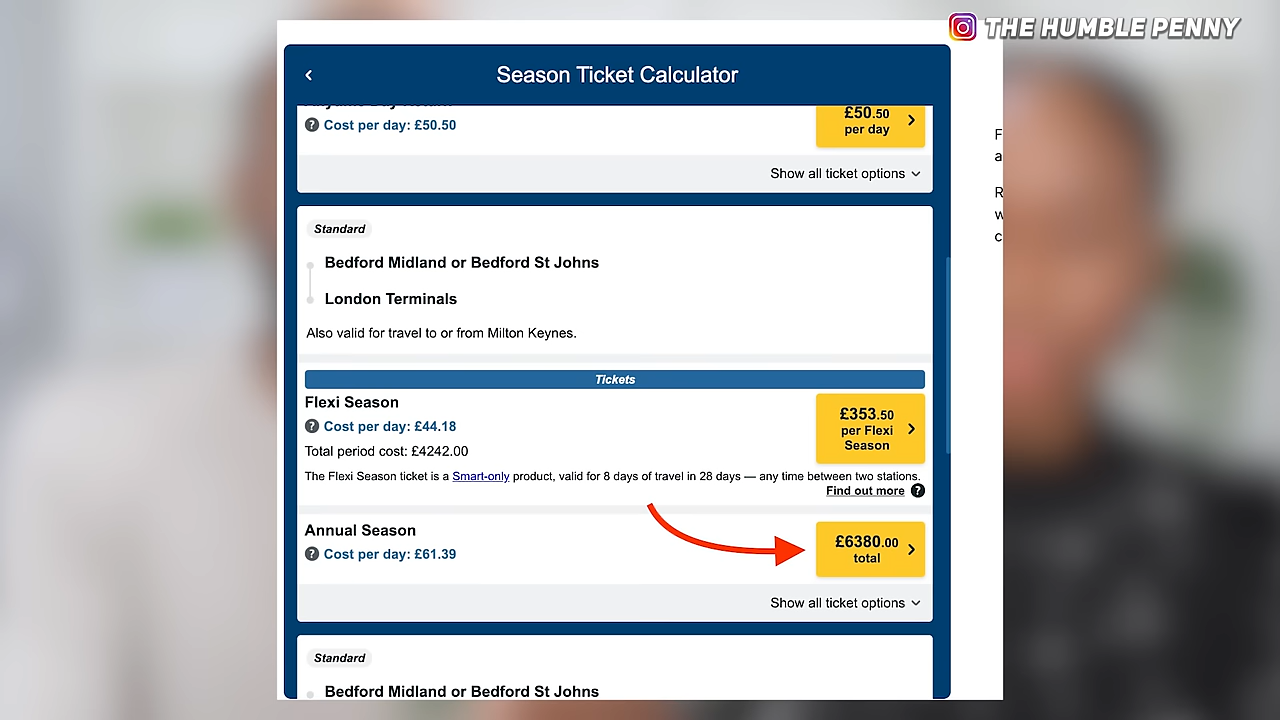 THE HUMBLE PENNY
Season Ticket Calculator
Cost per day: £50.50
£50.50
per day
Show all ticket options
Standard
Bedford Midland or Bedford St Johns
London Terminals
Also valid for travel to or from Milton Keynes.
Tickets
Flexi Season
Cost per day: £44.18
Total period cost: £4242.00
£353.50
per Flexi
Season
The Flexi Season ticket is a Smart-only product, valid for 8 days of travel in 28 days — any time between two stations.
Find out more
Annual Season
Cost per day: £61.39
£6380.00
total
Show all ticket options
Standard
Bedford Midland or Bedford St Johns